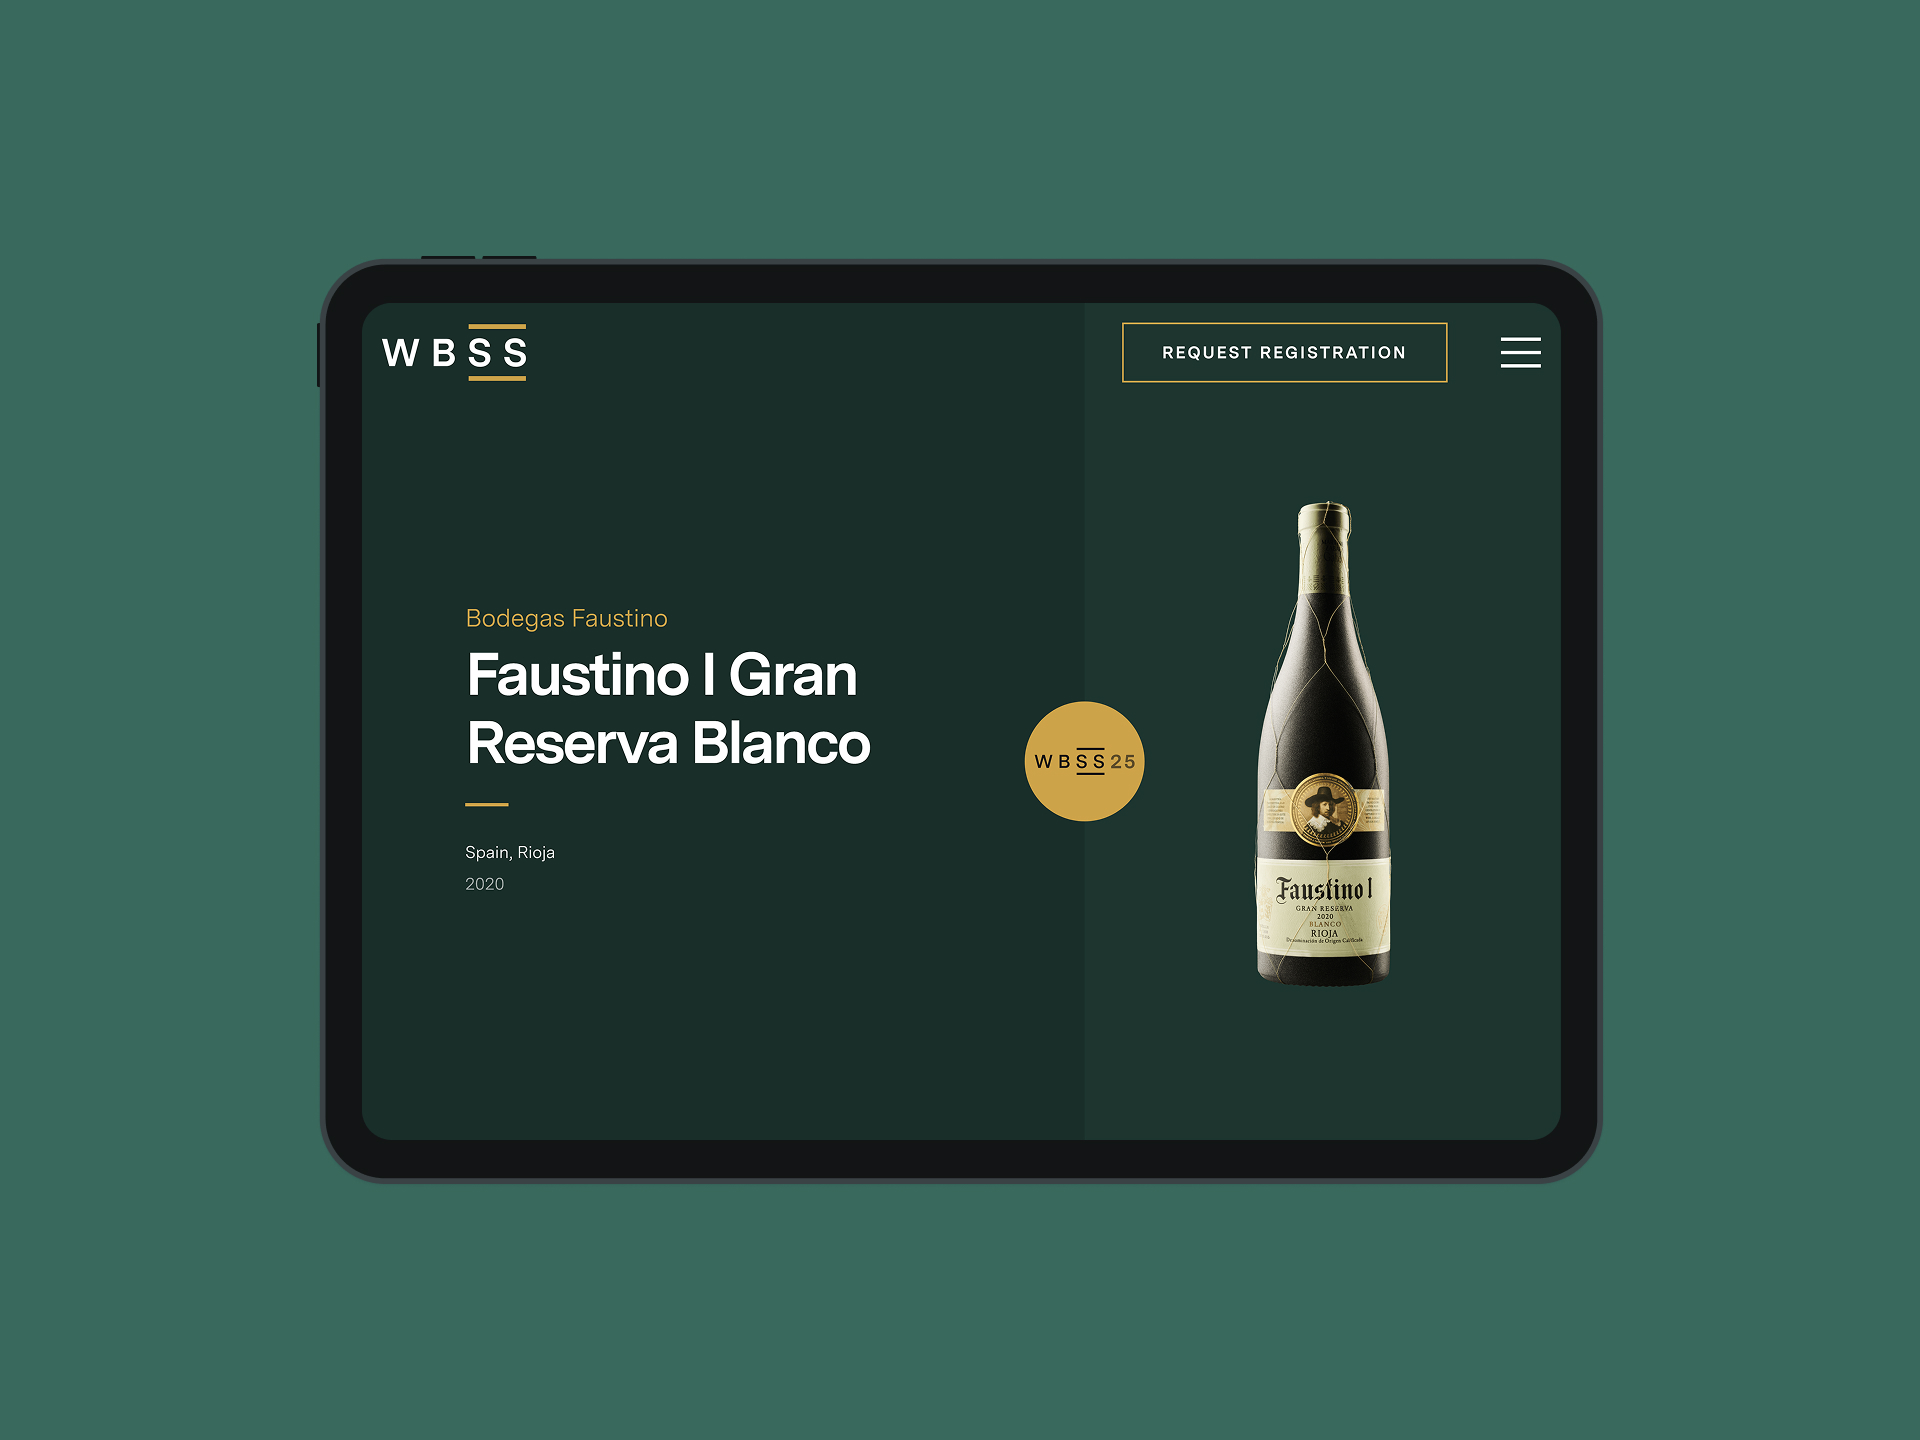 WBSS
REQUEST REGISTRATION
Bodegas Faustino
Faustino I Gran
Reserva Blanco
Spain, Rioja
2020
WBSS25
Faustino I
GRAN RESERVA
2020
BLANCO
RIOJA
Denominación de Origen Calificada